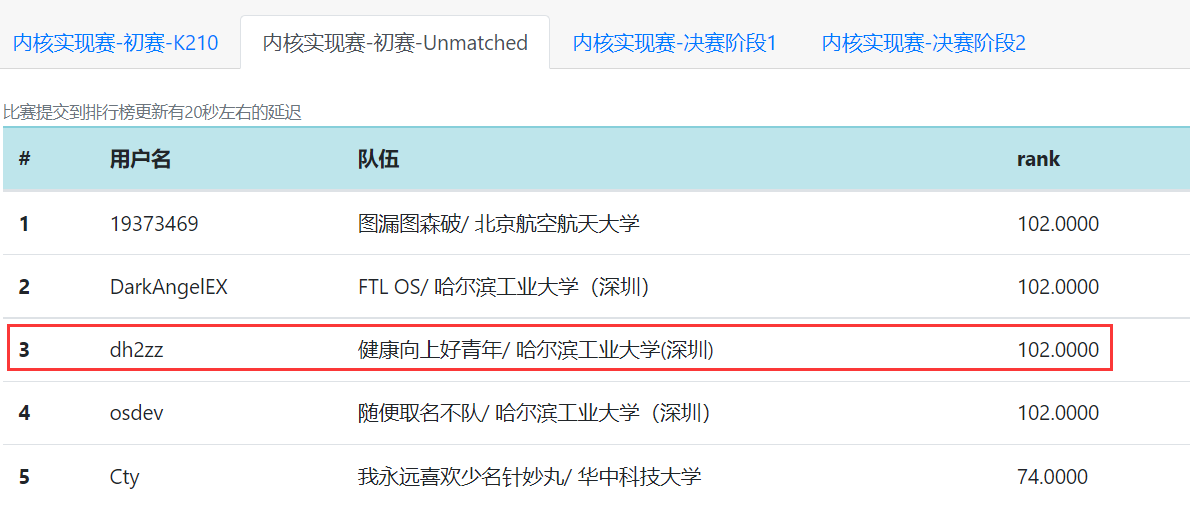 内核实现赛-初赛-K210 内核实现赛-初赛-Unmatched 内核实现赛-决赛阶段1 内核实现赛-决赛阶段2
比赛提交到排行榜更新有20秒左右的延迟
# 用户名 队伍 rank
1 19373469 图漏图森破/ 北京航空航天大学 102.0000
2 DarkAngelEX FTL OS/ 哈尔滨工业大学（深圳） 102.0000
3 dh2zz 健康向上好青年/ 哈尔滨工业大学(深圳) 102.0000
4 osdev 随便取名不队/ 哈尔滨工业大学（深圳） 102.0000
5 Cty 我永远喜欢少名针妙丸/ 华中科技大学 74.0000